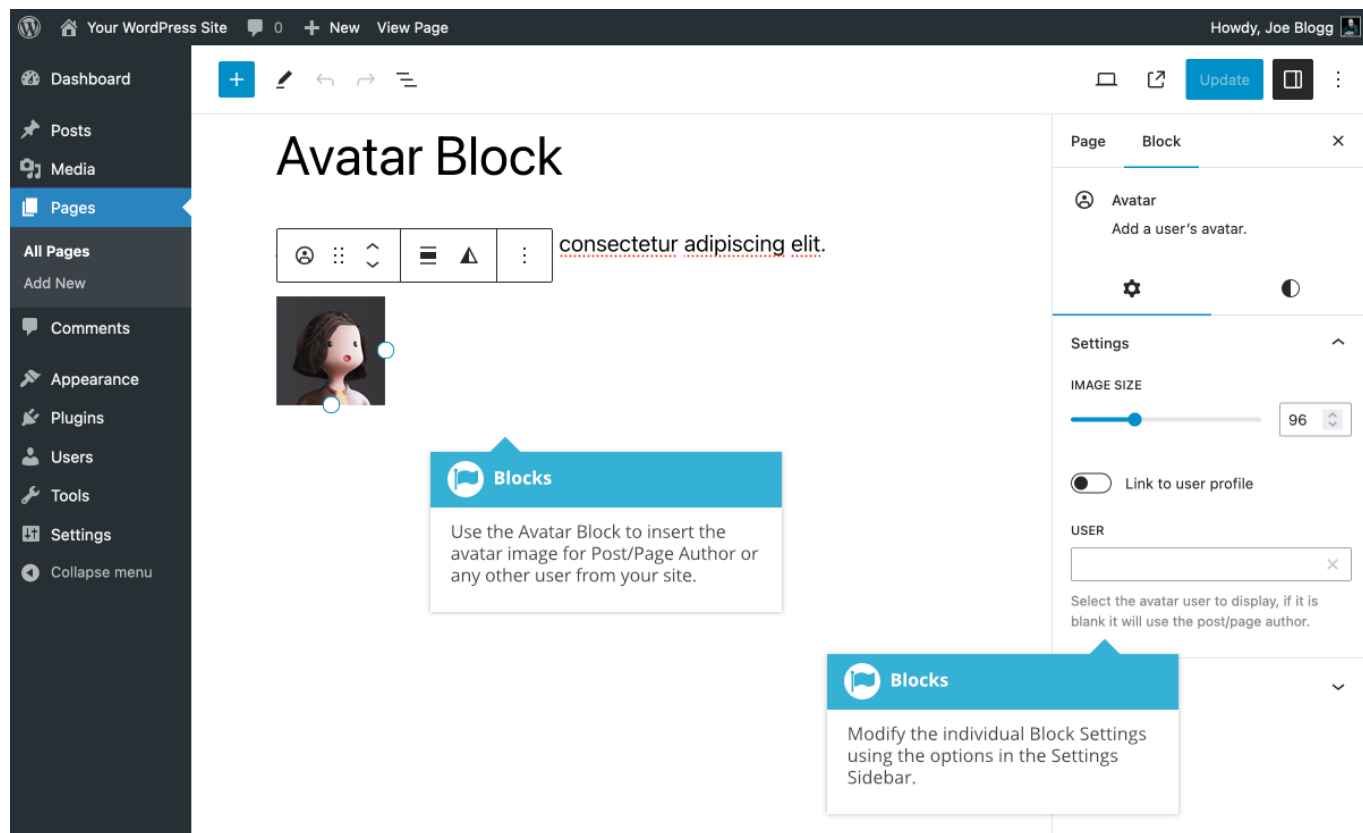 Your WordPress Site 0 New View Page Howdy, Joe Blogg
Dashboard
Posts
Media
Pages
All Pages
Add New
Comments
Appearance
Plugins
Users
Tools
Settings
Collapse menu
Update
Avatar Block
consectetur adipiscing elit.
Blocks
Use the Avatar Block to insert the
avatar image for Post/Page Author or
any other user from your site.
Page Block
Avatar
Add a user's avatar.
Settings
IMAGE SIZE
96
Link to user profile
USER
Select the avatar user to display, if it is
blank it will use the post/page author.
Blocks
Modify the individual Block Settings
using the options in the Settings
Sidebar.